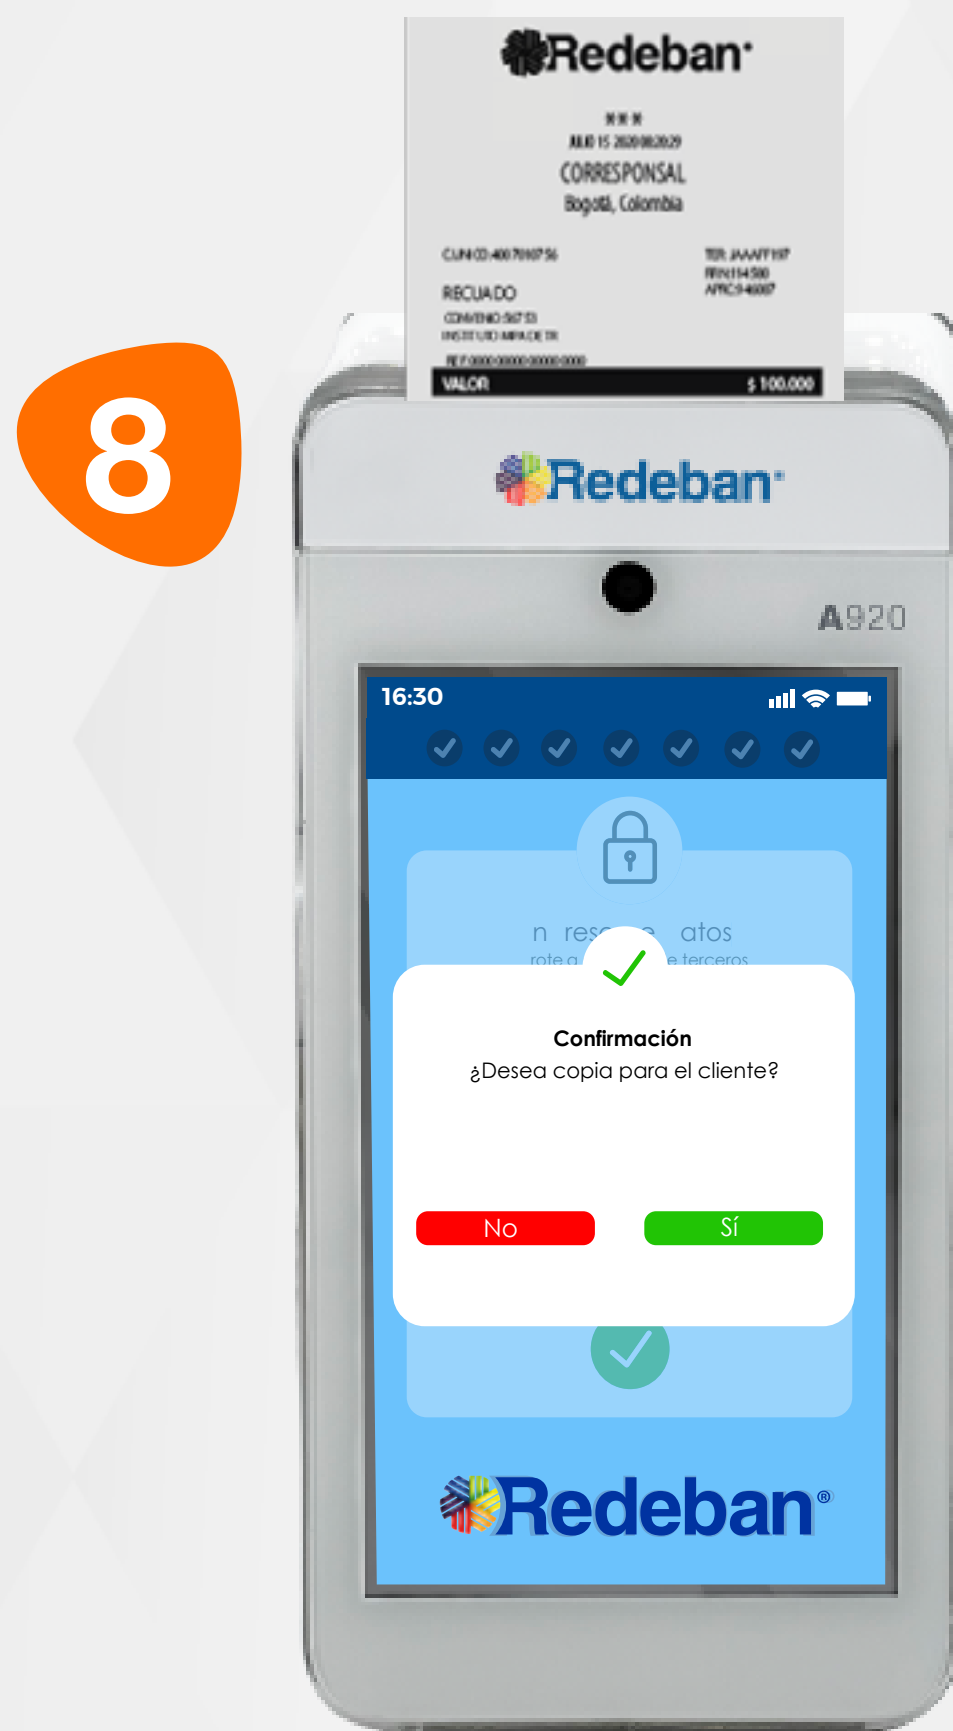 Redeban
CORRESPONSAL
Bogotá, Colombia
RECUADO
VALOR $ 100.000
8
Redeban
A920
16:30
atos
e terceros
Confirmación
¿Desea copia para el cliente?
No Sí
Redeban®